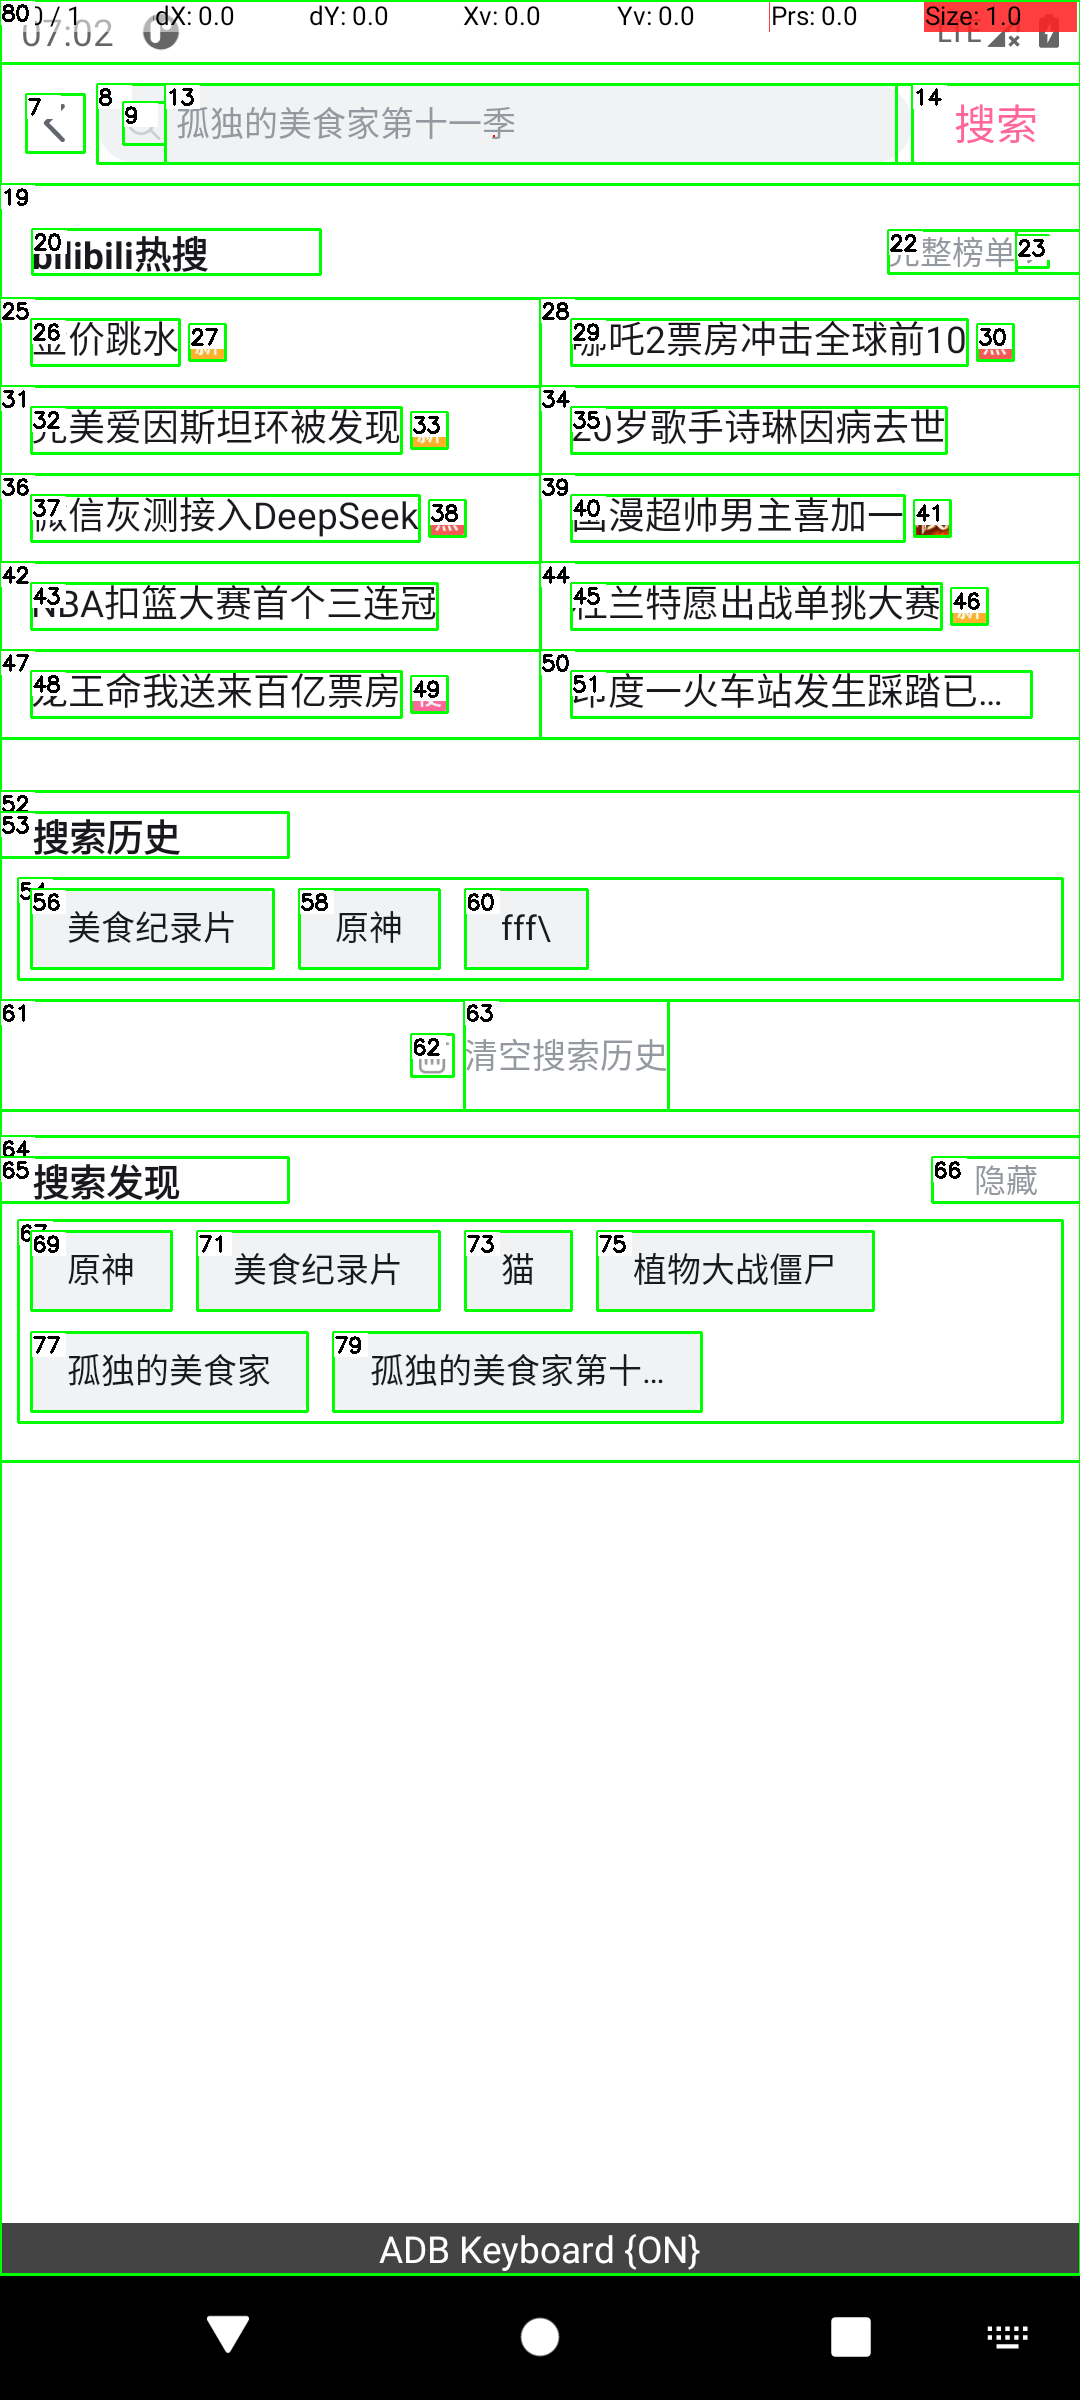 80 0 / 1 dX: 0.0 dY: 0.0 Xv: 0.0 Yv: 0.0 Prs: 0.0 Size: 1.0
07:02 LTE
7 8 9 13 孤独的美食家第十一季 14 搜索
19
20 bilibili热搜 22 完整榜单 23
25 28
26 金价跳水 27 新 29 哪吒2票房冲击全球前10 30 热
31 34
32 完美爱因斯坦环被发现 33 新 35 20岁歌手诗琳因病去世
36 39
37 微信灰测接入DeepSeek 38 热 40 国漫超帅男主喜加一 41
42 44
43 NBA扣篮大赛首个三连冠 45 杜兰特愿出战单挑大赛 46 新
47 50
48 龙王命我送来百亿票房 49 梗 51 印度一火车站发生踩踏已...
52
53 搜索历史
54
56 美食纪录片 58 原神 60 fff\
61 63
62 清空搜索历史
64
65 搜索发现 66 隐藏
67
69 原神 71 美食纪录片 73 猫 75 植物大战僵尸
77 孤独的美食家 79 孤独的美食家第十...
ADB Keyboard {ON}